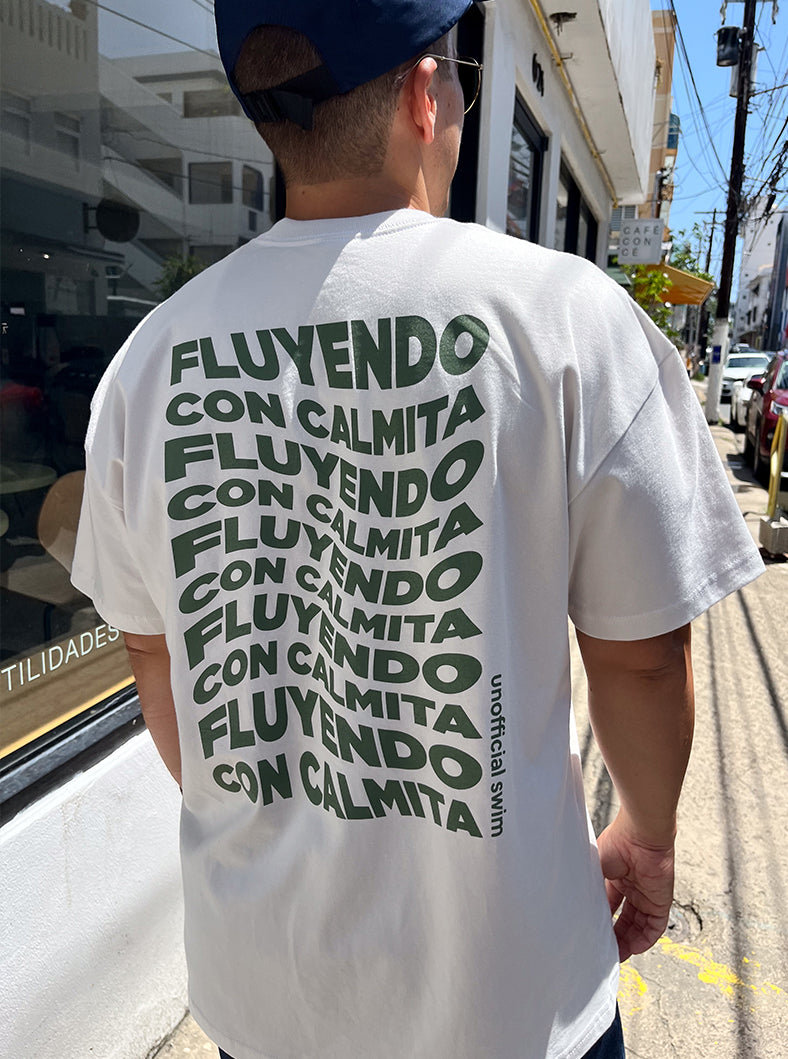 FLUYENDO
CON CALMITA
FLUYENDO
CON CALMITA
FLUYENDO
CON CALMITA
FLUYENDO
CON CALMITA
FLUYENDO
CON CALMITA
unofficial swim
TILIDADES
CAFÉ
CON
CÉ